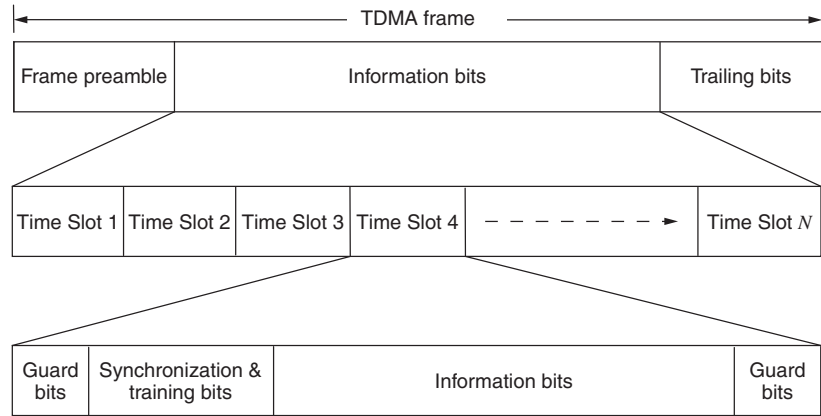 TDMA frame
Frame preamble
Information bits
Trailing bits
Time Slot 1
Time Slot 2
Time Slot 3
Time Slot 4
Time Slot N
Guard
bits
Synchronization &
training bits
Information bits
Guard
bits